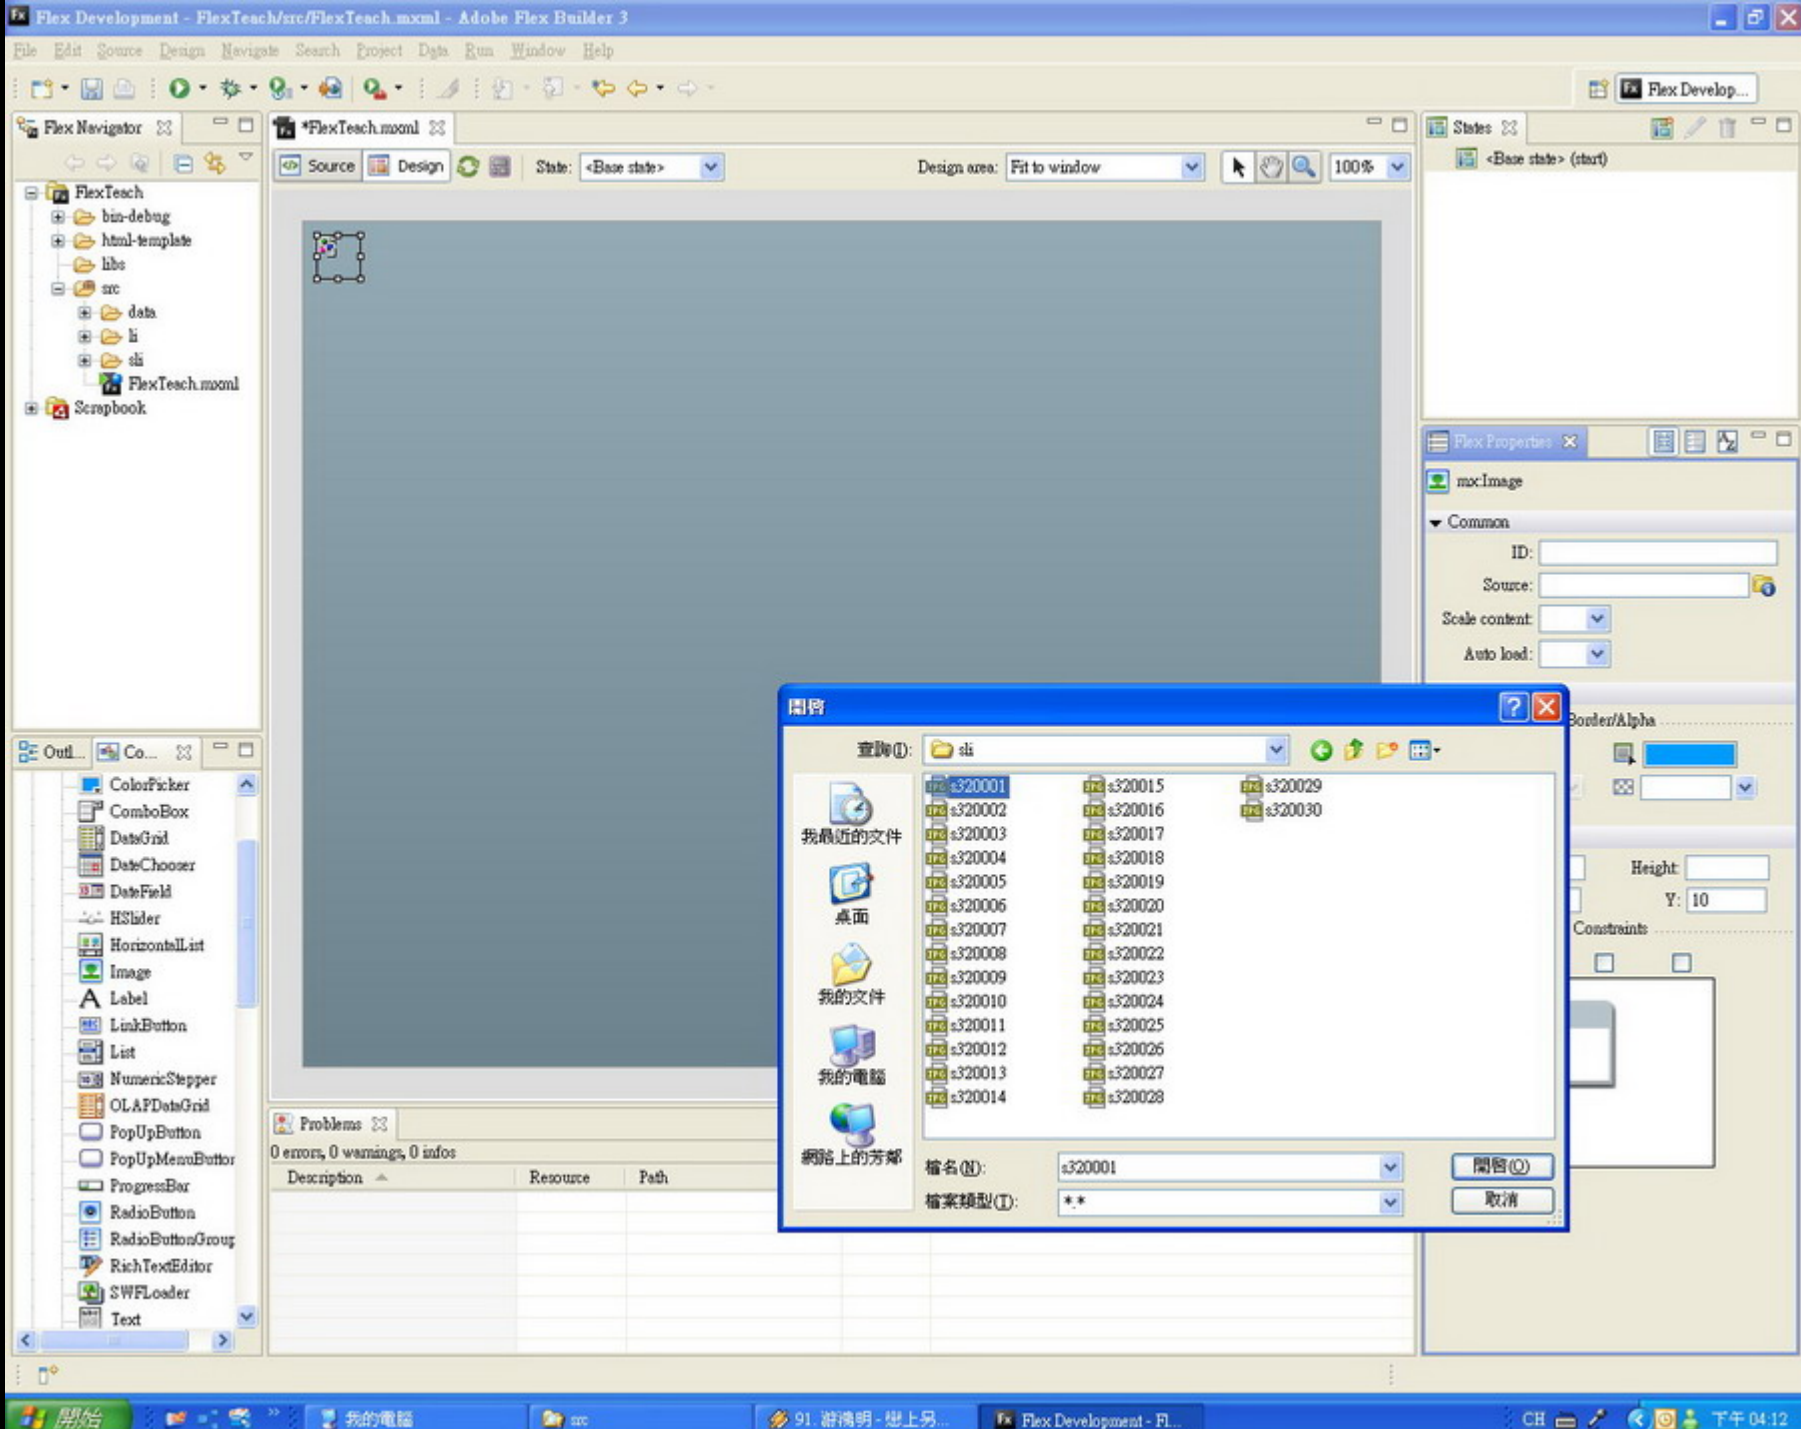 Flex Development - FlexTeach/src/FlexTeach.mxml - Adobe Flex Builder 3
File Edit Source Design Navigate Search Project Data Run Window Help
Flex Develop...
Flex Navigator
FlexTeach
bin-debug
html-template
libs
src
data
li
sli
FlexTeach.mxml
Scrapbook
*FlexTeach.mxml
Source Design State: <Base state> Design area: Fit to window 100%
States
<Base state> (start)
Flex Properties
mx:Image
Common
ID:
Source:
Scale content:
Auto load:
Border/Alpha
Height:
Y: 10
Constraints
Outl... Co...
ColorPicker
ComboBox
DataGrid
DateChooser
DateField
HSlider
HorizontalList
Image
Label
LinkButton
List
NumericStepper
OLAPDataGrid
PopUpButton
PopUpMenuButtor
ProgressBar
RadioButton
RadioButtonGroup
RichTextEditor
SWFLoader
Text
Problems
0 errors, 0 warnings, 0 infos
Description Resource Path
開啓
查詢(I): sli
我最近的文件
桌面
我的文件
我的電腦
網路上的芳鄰
s320001 s320015 s320029
s320002 s320016 s320030
s320003 s320017
s320004 s320018
s320005 s320019
s320006 s320020
s320007 s320021
s320008 s320022
s320009 s320023
s320010 s320024
s320011 s320025
s320012 s320026
s320013 s320027
s320014 s320028
檔名(N): s320001 開啓(O)
檔案類型(T): *.* 取消
開始 我的電腦 src 91. 游鴻明 - 戀上另... Flex Development - Fl... CH 下午 04:12